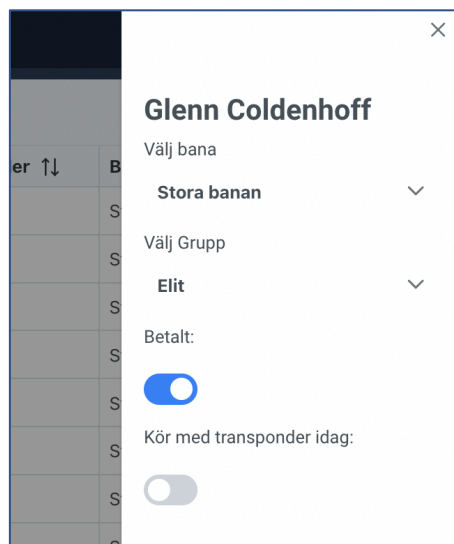 Glenn Coldenhoff
Välj bana
er
B
Stora banan
S
Välj Grupp
S
Elit
S
Betalt:
S
S
Kör med transponder idag:
S
S